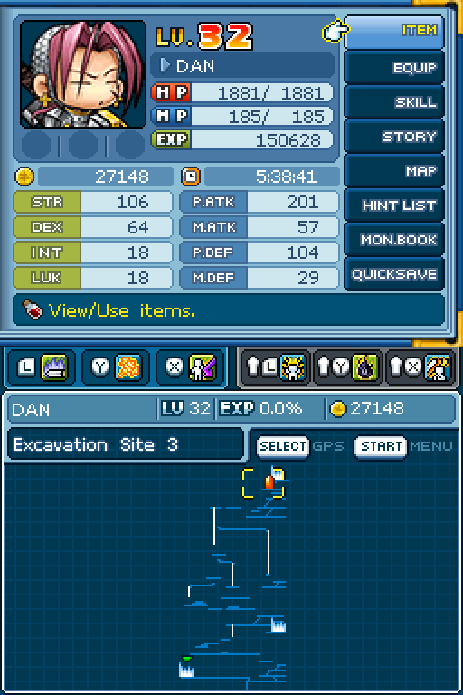 LV. 32
DAN
HP 1881/ 1881
MP 185/ 185
EXP 150628
27148 5:38:41
STR 106 P.ATK 201
DEX 64 M.ATK 57
INT 18 P.DEF 104
LUK 18 M.DEF 29
ITEM
EQUIP
SKILL
STORY
MAP
HINT LIST
MON.BOOK
QUICKSAVE
View/Use items.
L Y X L Y X
DAN LV 32 EXP 0.0% 27148
Excavation Site 3 SELECT GPS START MENU